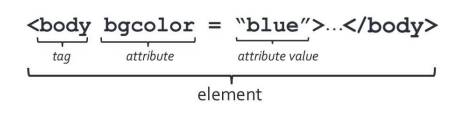 <body bgcolor = “blue”>...</body>
tag attribute attribute value
element